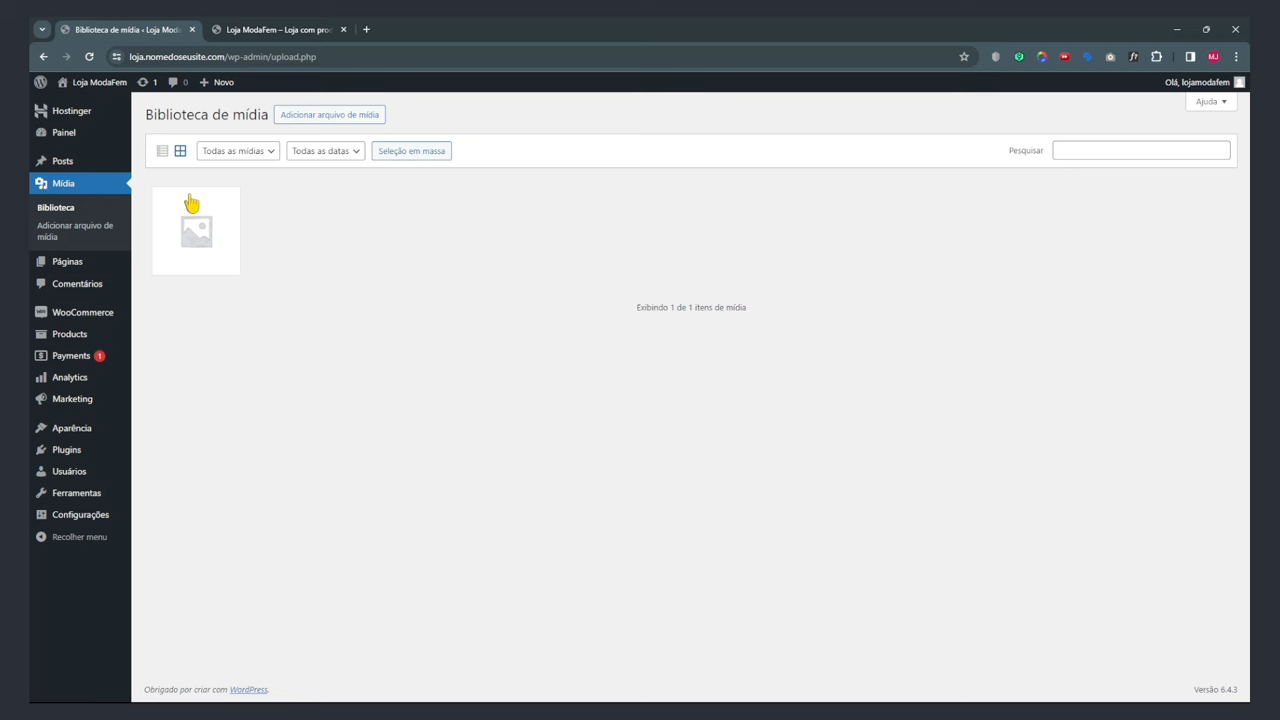 Biblioteca de mídia ‹ Loja Mod
Loja ModaFem – Loja com pro
loja.nomedoseusite.com/wp-admin/upload.php
MJ
Loja ModaFem
1
0
Novo
Olá, lojamodafem
Hostinger
Painel
Posts
Mídia
Biblioteca
Adicionar arquivo de
mídia
Páginas
Comentários
WooCommerce
Products
Payments 1
Analytics
Marketing
Aparência
Plugins
Usuários
Ferramentas
Configurações
Recolher menu
Biblioteca de mídia
Adicionar arquivo de mídia
Ajuda
Todas as mídias
Todas as datas
Seleção em massa
Pesquisar
Exibindo 1 de 1 itens de mídia
Obrigado por criar com WordPress.
Versão 6.4.3